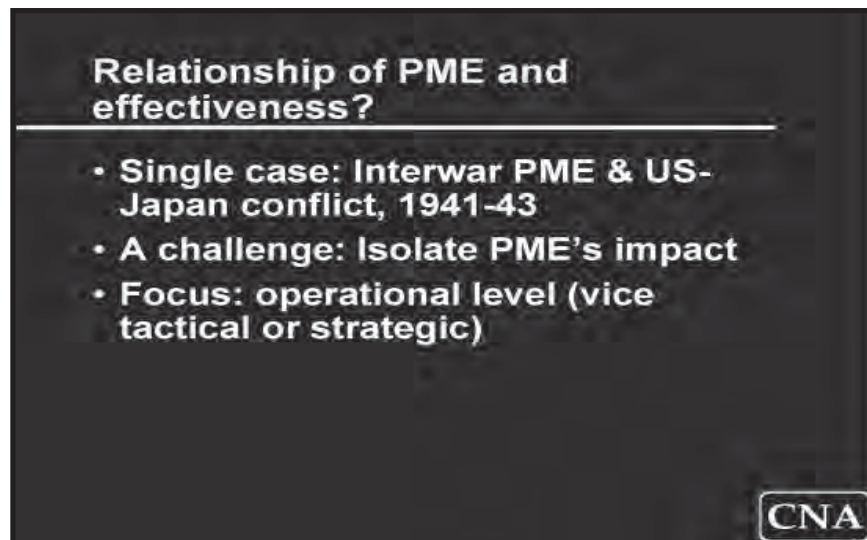 Relationship of PME and
effectiveness?
• Single case: Interwar PME & US-
Japan conflict, 1941-43
• A challenge: Isolate PME's impact
• Focus: operational level (vice
tactical or strategic)
CNA